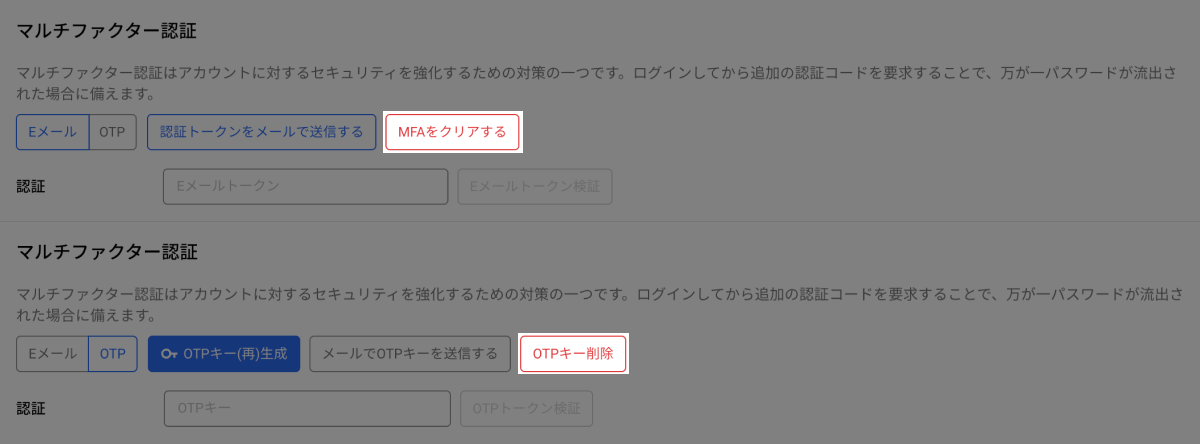 マルチファクター認証
マルチファクター認証はアカウントに対するセキュリティを強化するための対策の一つです。ログインしてから追加の認証コードを要求することで、万が一パスワードが流出さ
れた場合に備えます。
Eメール OTP 認証トークンをメールで送信する MFAをクリアする
認証 Eメールトークン Eメールトークン検証
マルチファクター認証
マルチファクター認証はアカウントに対するセキュリティを強化するための対策の一つです。ログインしてから追加の認証コードを要求することで、万が一パスワードが流出さ
れた場合に備えます。
Eメール OTP OTPキー(再)生成 メールでOTPキーを送信する OTPキー削除
認証 OTPキー OTPトークン検証